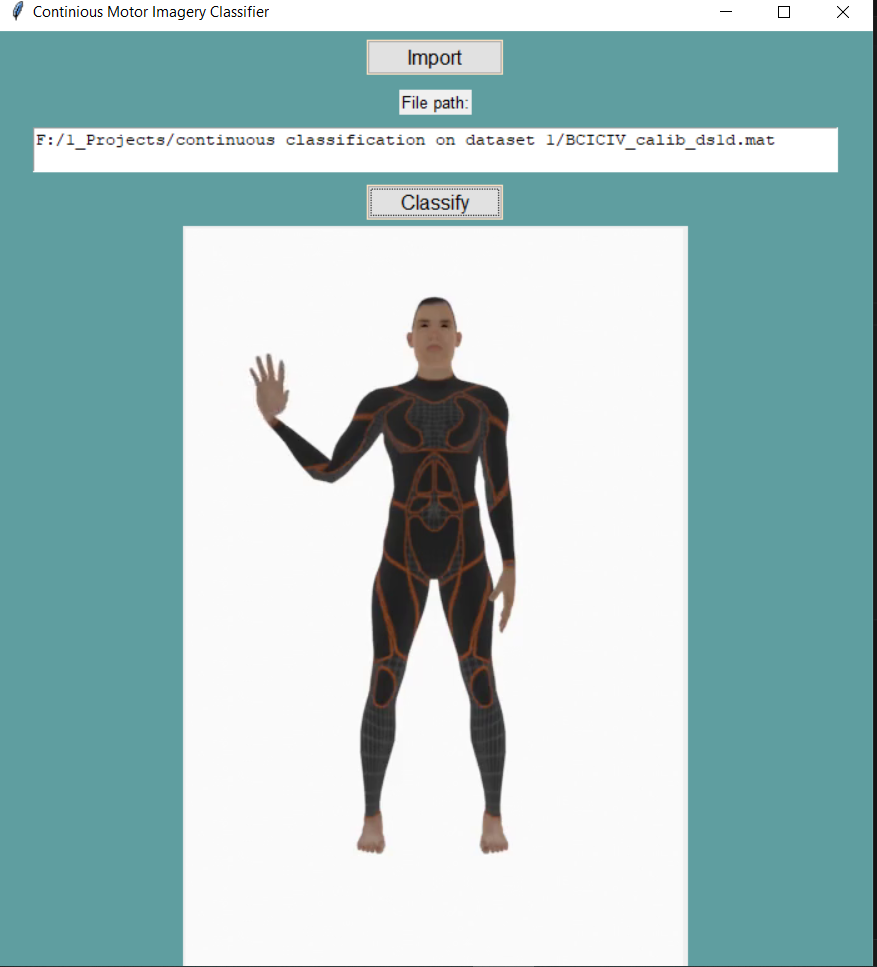 Continious Motor Imagery Classifier
Import
File path:
F:/1_Projects/continuous classification on dataset 1/BCICIV_calib_ds1d.mat
Classify